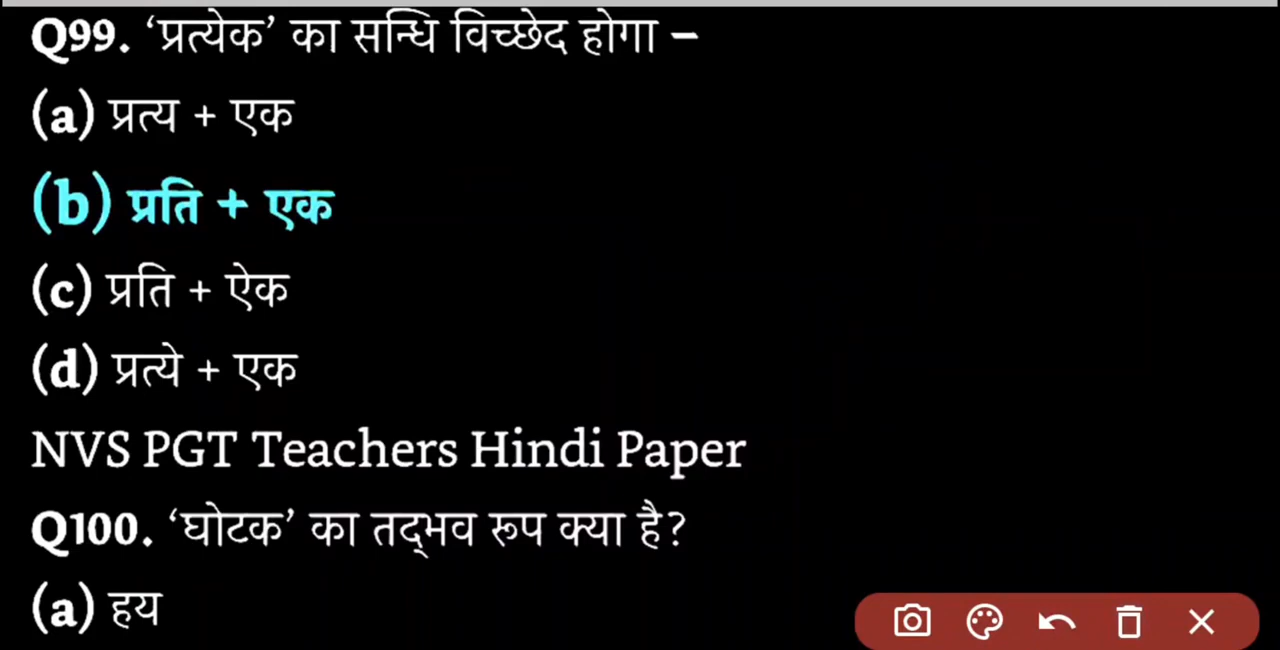 Q99. ‘प्रत्येक’ का सन्धि विच्छेद होगा –
(a) प्रत्य + एक
(b) प्रति + एक
(c) प्रति + ऐक
(d) प्रत्ये + एक
NVS PGT Teachers Hindi Paper
Q100. ‘घोटक’ का तद्‌भव रूप क्या है?
(a) हय